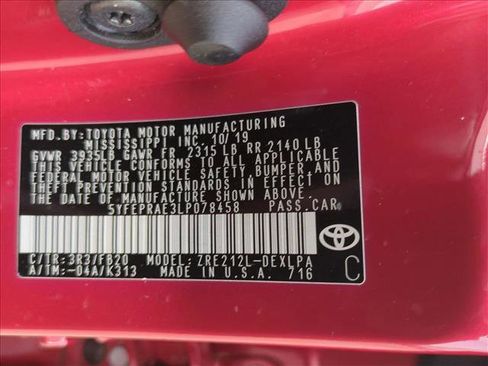 MFD.BY:TOYOTA MOTOR MANUFACTURING
MISSISSIPPI INC. 10/19
GVWR 3935LB GAWR FR 2315 LB RR 2140 LB
THIS VEHICLE CONFORMS TO ALL APPLICABLE
FEDERAL MOTOR VEHICLE SAFETY, BUMPER, AND
THEFT PREVENTION STANDARDS IN EFFECT ON
THE DATE OF MANUFACTURE SHOWN ABOVE.
5YFEPRAE3LP078458 PASS.CAR
C/TR:3R3/FB20 MODEL: ZRE212L-DEXLPA
A/TM:-04A/K313 MADE IN U.S.A. 716
C